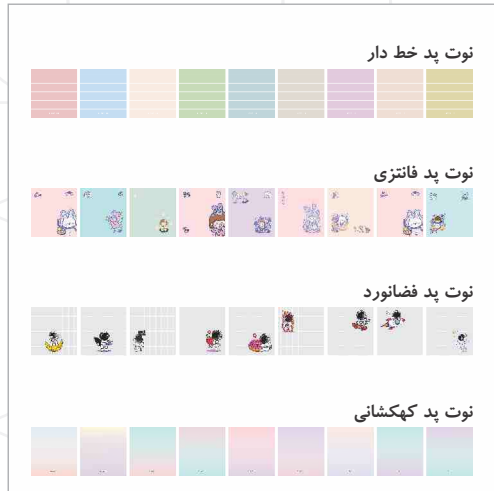 نوت پد خط دار
نوت پد فانتزی
نوت پد فضانورد
نوت پد کهکشانی